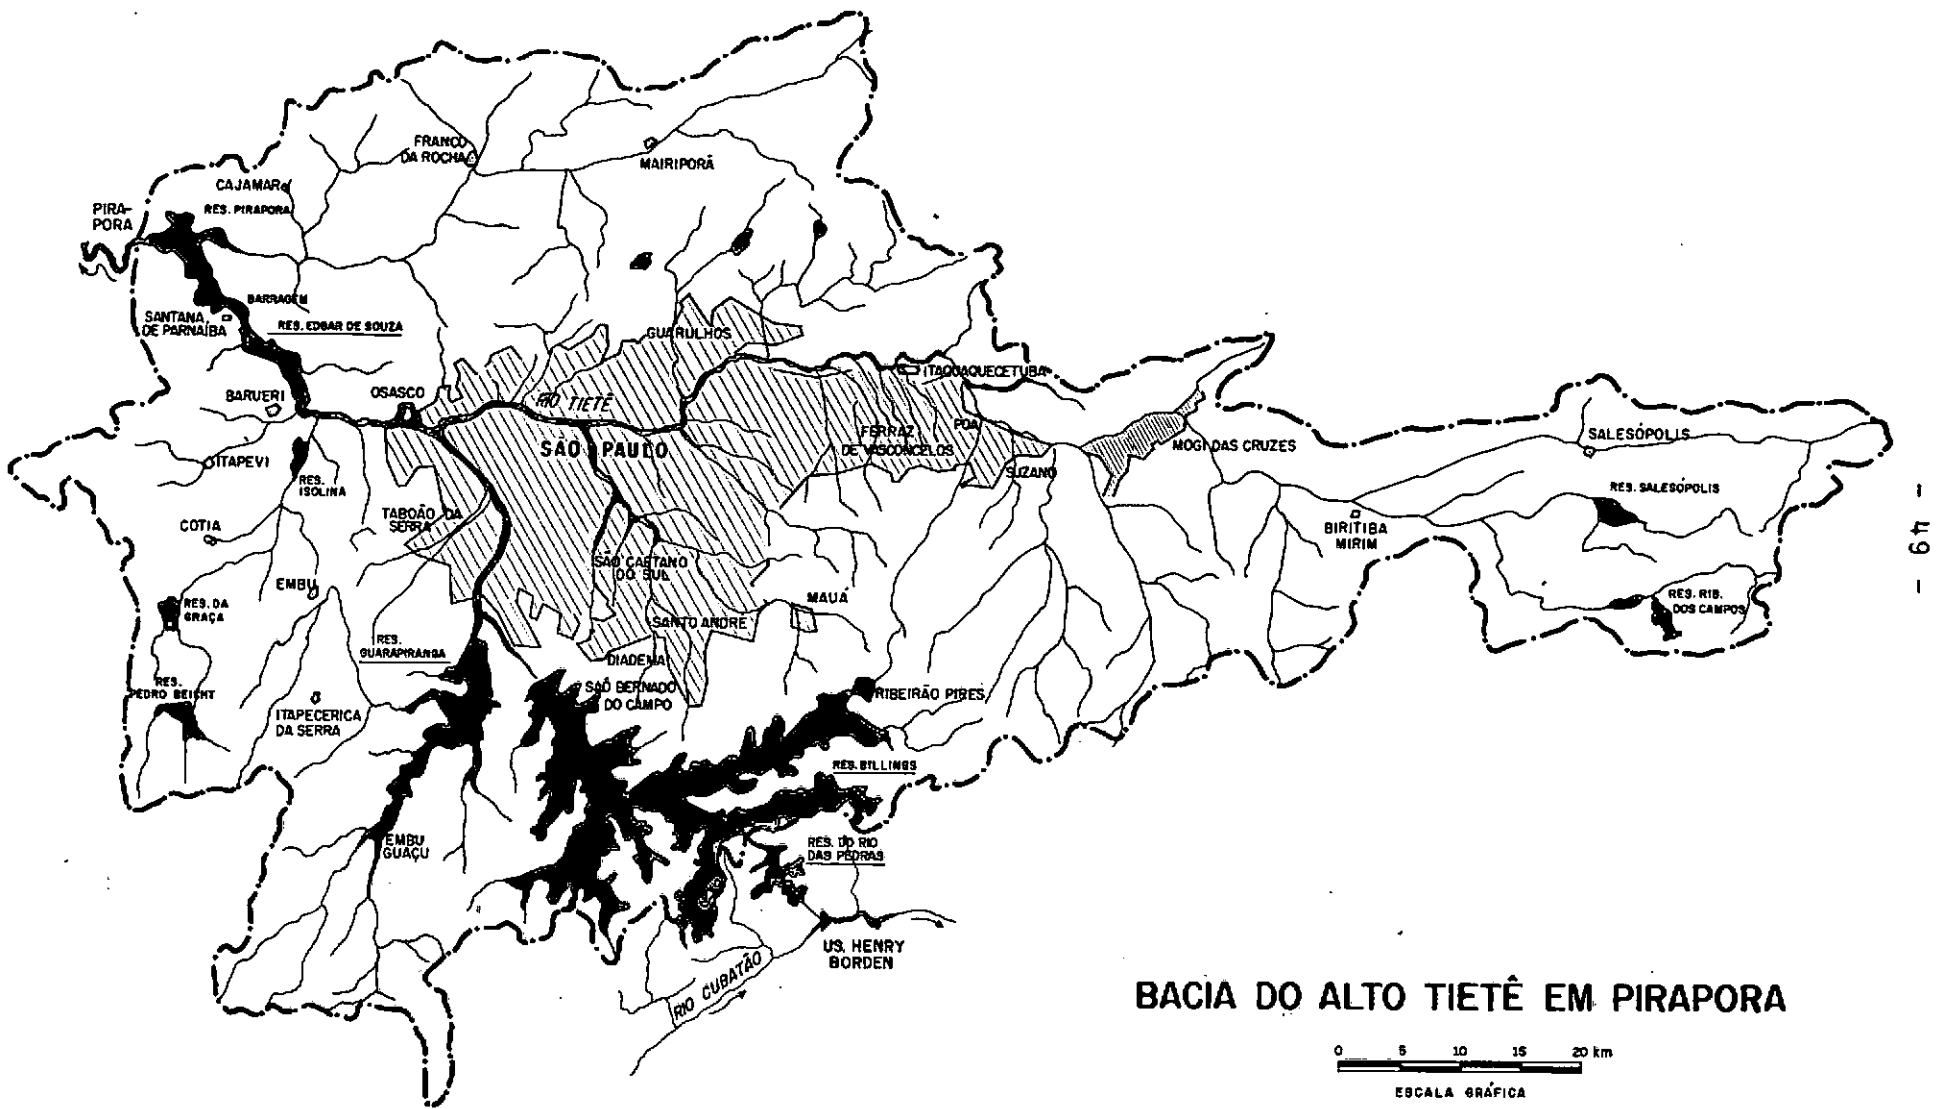 FRANCO
DA ROCHA
MAIRIPORÃ
CAJAMAR
RES. PIRAPORA
PIRA-
PORA
BARRAGEM
SANTANA
DE PARNAÍBA
RES. EDGAR DE SOUZA
GUARULHOS
ITAQUAQUECETUBA
BARUERI
OSASCO
RIO TIETÊ
SÃO PAULO
FERRAZ
DE VASCONCELOS
POÁ
SUZANO
MOGI DAS CRUZES
SALESÓPOLIS
RES. SALESÓPOLIS
BIRITIBA
MIRIM
ITAPEVI
RES.
ISOLINA
COTIA
TABOÃO DA
SERRA
SÃO CAETANO
DO SUL
EMBU
MAUÁ
RES. DA
GRAÇA
RES. RIB.
DOS CAMPOS
SANTO ANDRÉ
RES.
GUARAPIRANGA
DIADEMA
RES.
PEDRO BEICHT
SAÕ BERNADO
DO CAMPO
RIBEIRÃO PIRES
ITAPECERICA
DA SERRA
RES. BILLINGS
EMBU
GUAÇU
RES. DO RIO
DAS PEDRAS
US. HENRY
BORDEN
RIO CUBATÃO
BACIA DO ALTO TIETÊ EM PIRAPORA
0 5 10 15 20 km
ESCALA GRÁFICA
- 49 -